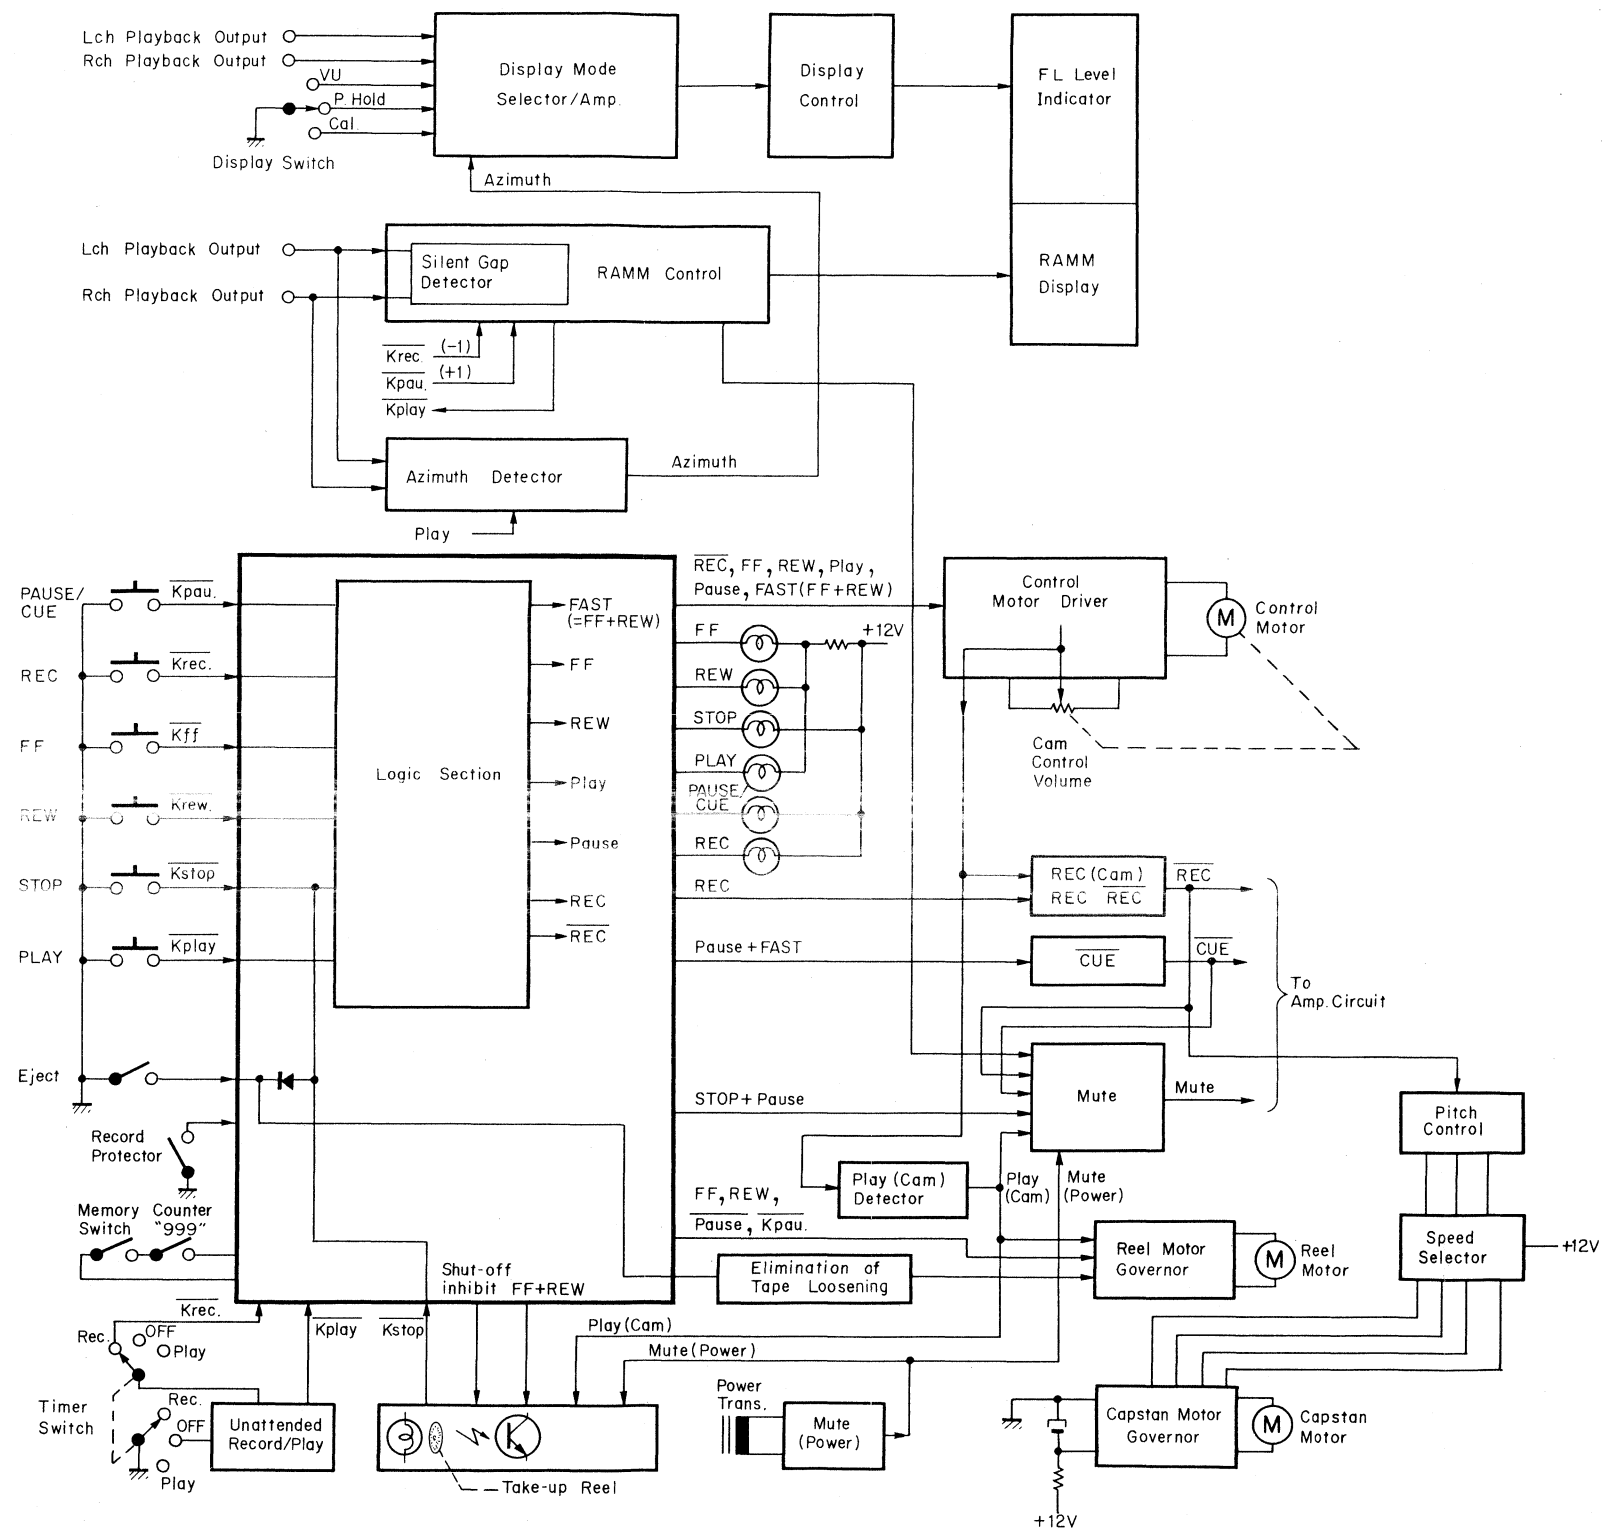 Lch Playback Output
Rch Playback Output
VU
P. Hold
Cal.
Display Switch
Display Mode
Selector/Amp.
Display
Control
FL Level
Indicator
Azimuth
Lch Playback Output
Rch Playback Output
Silent Gap
Detector
RAMM Control
RAMM
Display
Krec. (-1)
Kpau. (+1)
Kplay
Azimuth Detector
Azimuth
Play
PAUSE/
CUE
Kpau.
REC
Krec.
FF
Kff
REW
Krew.
STOP
Kstop
PLAY
Kplay
Eject
Logic Section
FAST
(=FF+REW)
FF
REW
Play
Pause
REC
REC
REC, FF, REW, Play,
Pause, FAST(FF+REW)
FF
+12V
REW
STOP
PLAY
PAUSE/
CUE
REC
REC
Control
Motor Driver
M
Control
Motor
Cam
Control
Volume
REC(Cam)
REC REC
REC
Pause+FAST
CUE
CUE
To
Amp. Circuit
STOP+Pause
Mute
Mute
Pitch
Control
Record
Protector
Play(Cam)
Detector
Play
(Cam)
Mute
(Power)
Memory
Switch
Counter
"999"
FF, REW,
Pause, Kpau.
Reel Motor
Governor
M
Reel
Motor
Speed
Selector
+12V
Elimination of
Tape Loosening
Shut-off
inhibit FF+REW
Krec.
Kplay
Kstop
Play(Cam)
Mute(Power)
Rec.
OFF
Play
Timer
Switch
Rec.
OFF
Play
Unattended
Record/Play
Take-up Reel
Power
Trans.
Mute
(Power)
Capstan Motor
Governor
M
Capstan
Motor
+12V